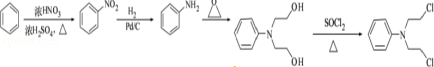 浓HNO₃
浓H₂SO₄, △
NO₂
H₂
Pd/C
NH₂
O
OH
N
OH
SOCl₂
△
Cl
N
Cl